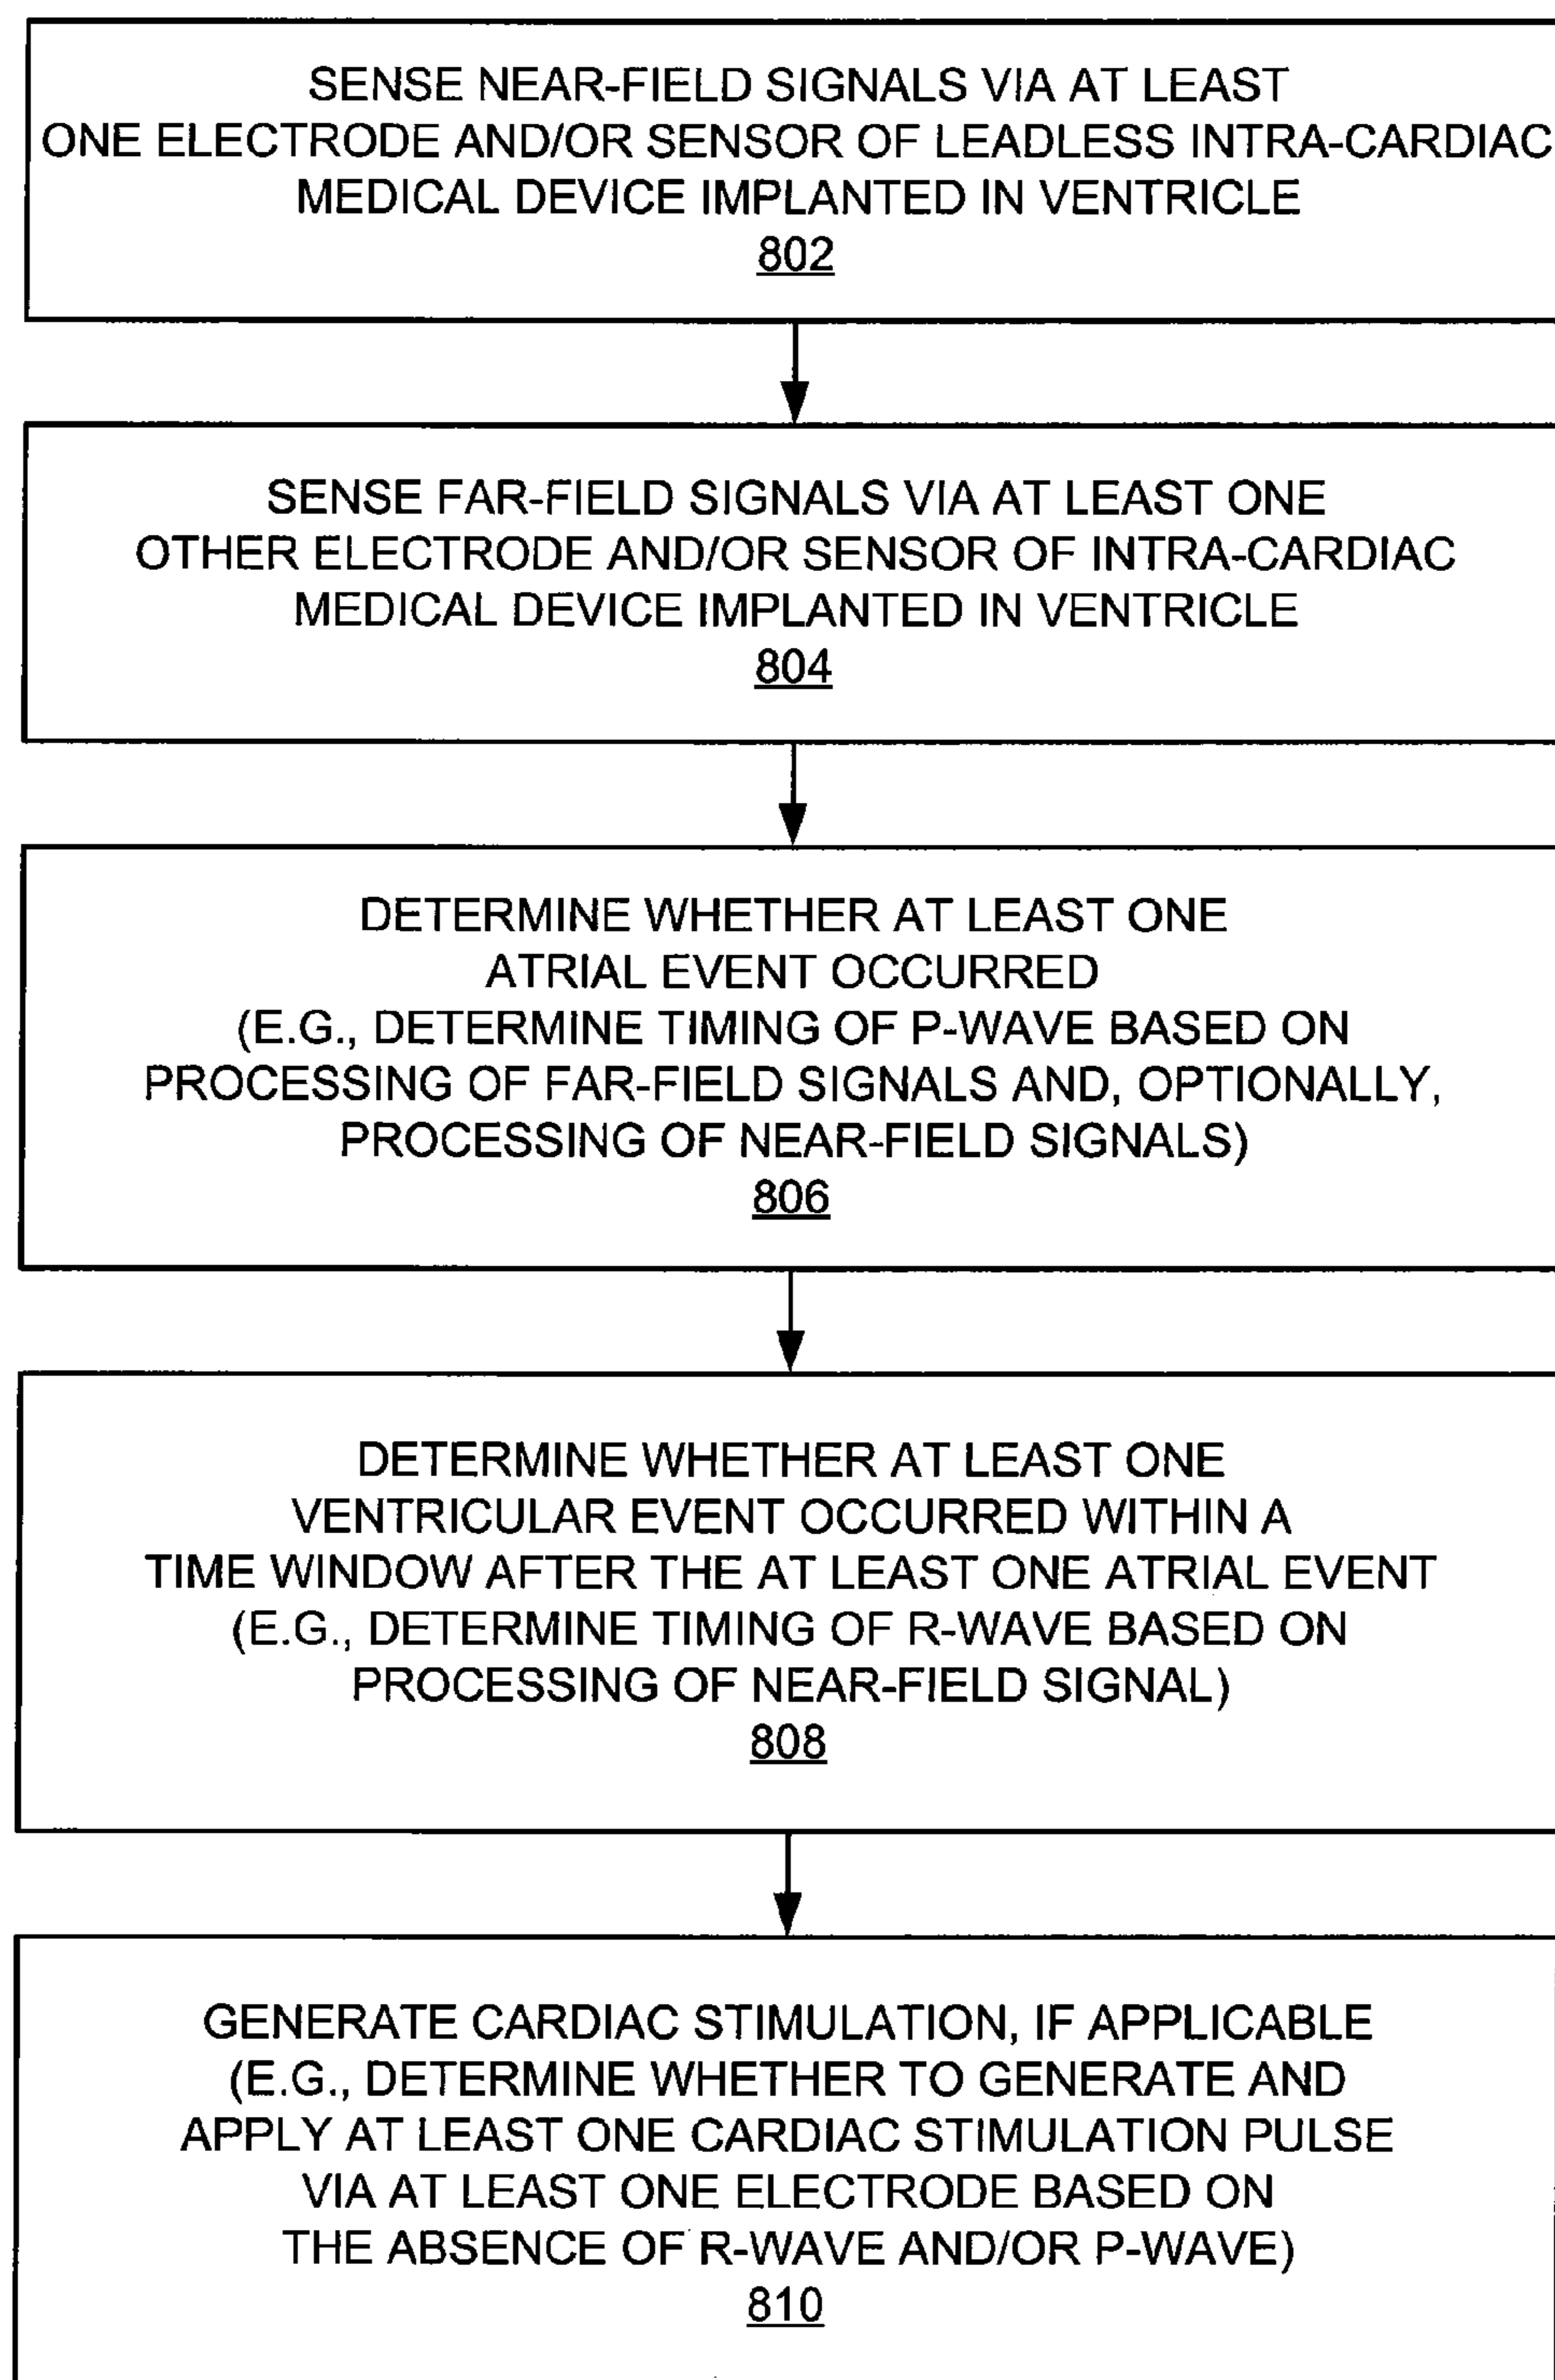 SENSE NEAR-FIELD SIGNALS VIA AT LEAST
ONE ELECTRODE AND/OR SENSOR OF LEADLESS INTRA-CARDIAC
MEDICAL DEVICE IMPLANTED IN VENTRICLE
802
SENSE FAR-FIELD SIGNALS VIA AT LEAST ONE
OTHER ELECTRODE AND/OR SENSOR OF INTRA-CARDIAC
MEDICAL DEVICE IMPLANTED IN VENTRICLE
804
DETERMINE WHETHER AT LEAST ONE
ATRIAL EVENT OCCURRED
(E.G., DETERMINE TIMING OF P-WAVE BASED ON
PROCESSING OF FAR-FIELD SIGNALS AND, OPTIONALLY,
PROCESSING OF NEAR-FIELD SIGNALS)
806
DETERMINE WHETHER AT LEAST ONE
VENTRICULAR EVENT OCCURRED WITHIN A
TIME WINDOW AFTER THE AT LEAST ONE ATRIAL EVENT
(E.G., DETERMINE TIMING OF R-WAVE BASED ON
PROCESSING OF NEAR-FIELD SIGNAL)
808
GENERATE CARDIAC STIMULATION, IF APPLICABLE
(E.G., DETERMINE WHETHER TO GENERATE AND
APPLY AT LEAST ONE CARDIAC STIMULATION PULSE
VIA AT LEAST ONE ELECTRODE BASED ON
THE ABSENCE OF R-WAVE AND/OR P-WAVE)
810